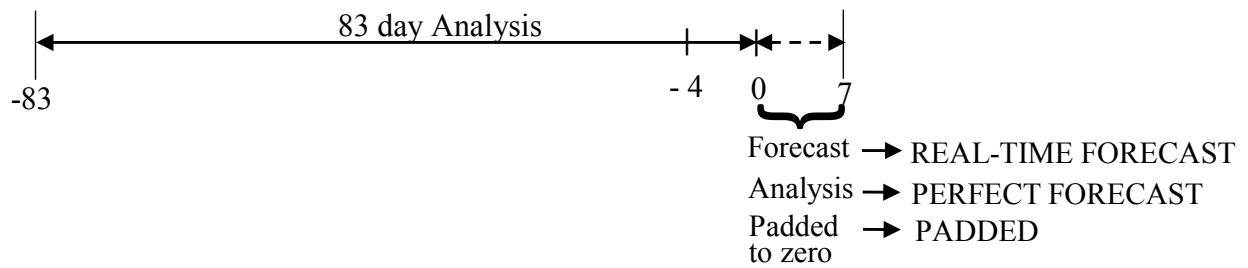 83 day Analysis
-83
- 4
0
7
Forecast → REAL-TIME FORECAST
Analysis → PERFECT FORECAST
Padded → PADDED
to zero